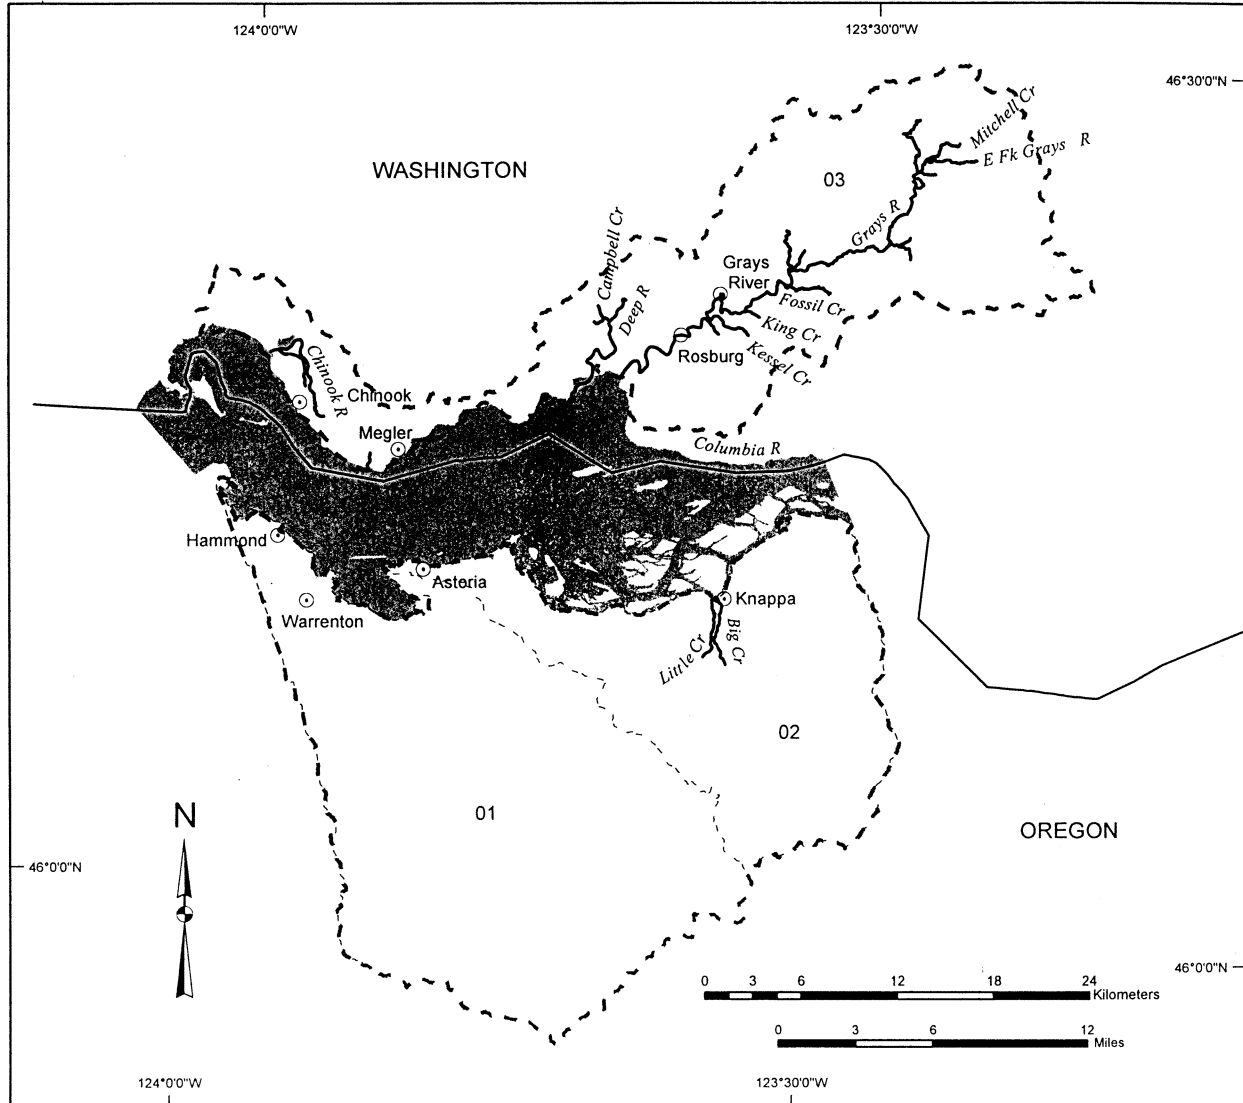 124°0'0"W
123°30'0"W
46°30'0"N
WASHINGTON
Mitchell Cr
E Fk Grays R
03
Grays R
Campbell Cr
Deep R
Grays
River
Fossil Cr
King Cr
Kessel Cr
Rosburg
Chinook R
Chinook
Megler
Columbia R
Hammond
Astoria
Warrenton
Knappa
Big Cr
Little Cr
02
01
OREGON
N
46°0'0"N
46°0'0"N
0 3 6 12 18 24
Kilometers
0 3 6 12
Miles
124°0'0"W
123°30'0"W